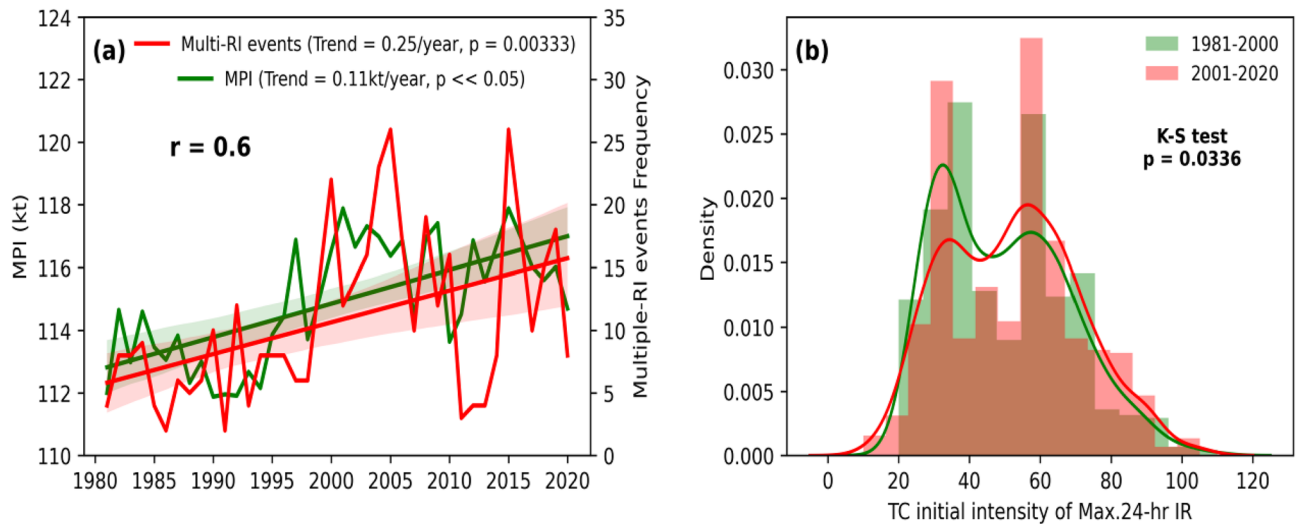 (a)
Multi-RI events (Trend = 0.25/year, p = 0.00333)
MPI (Trend = 0.11kt/year, p << 0.05)
r = 0.6
MPI (kt)
124
122
120
118
116
114
112
110
35
30
25
20
15
10
5
0
Multiple-RI events Frequency
1980 1985 1990 1995 2000 2005 2010 2015 2020
(b)
1981-2000
2001-2020
K-S test
p = 0.0336
Density
0.030
0.025
0.020
0.015
0.010
0.005
0.000
0 20 40 60 80 100 120
TC initial intensity of Max.24-hr IR